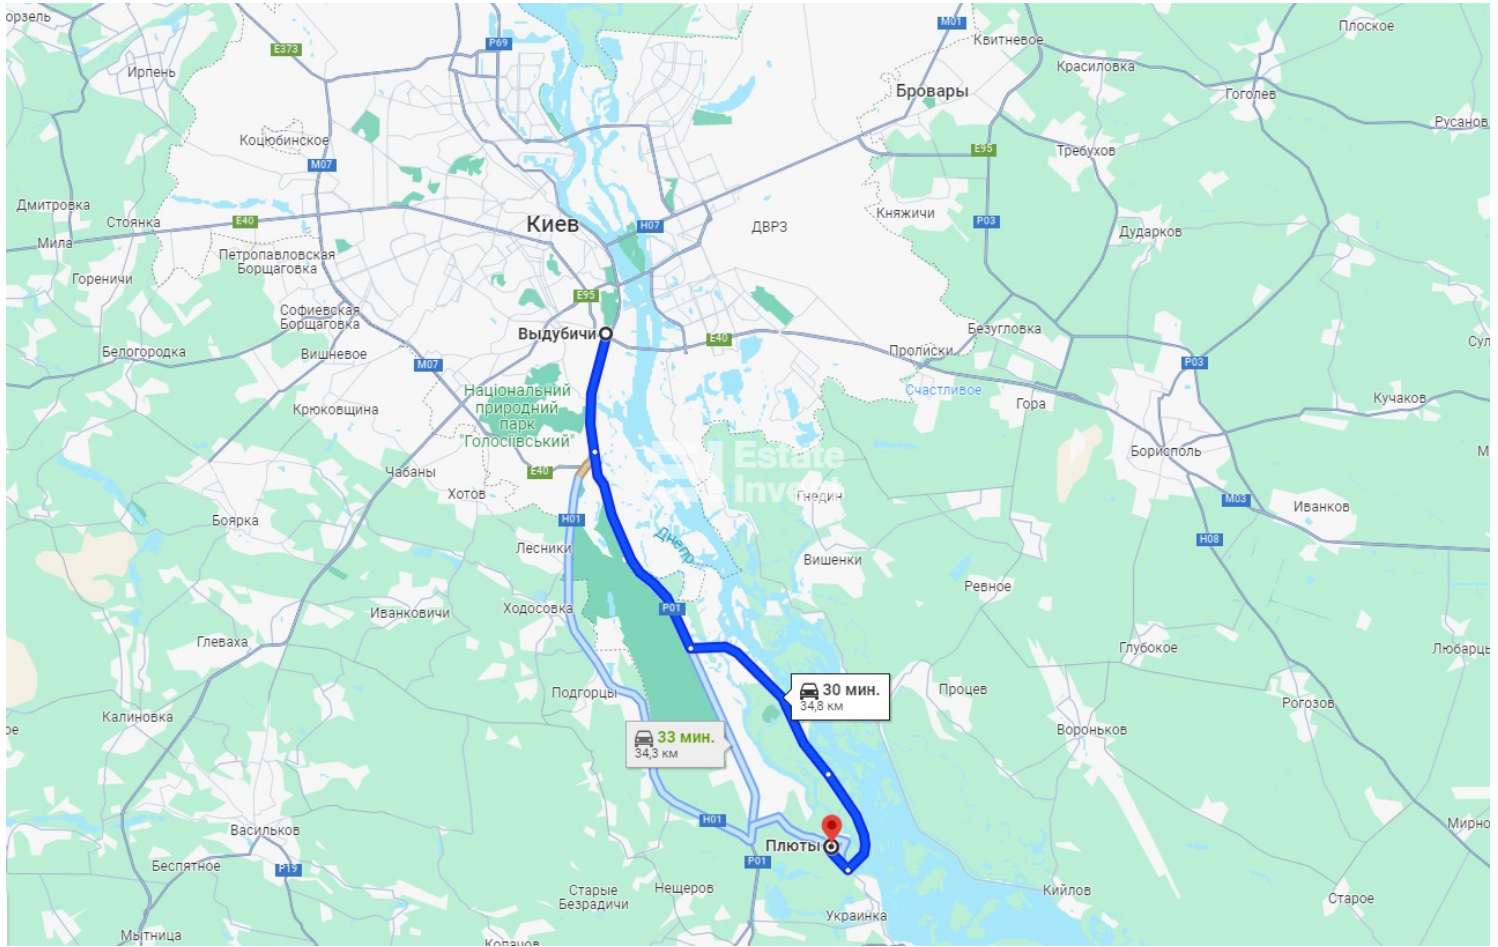 орзель
E373
P69
M01
Квитневое
Плоское
Ирпень
Красиловка
Бровары
Гоголев
Русанов
Коцюбинское
M07
E95
Требухов
Дмитровка
Стоянка
E40
Киев
H07
ДВРЗ
Княжичи
P03
Дударков
Мила
Петропавловская
Борщаговка
Гореничи
E95
Софиевская
Борщаговка
Выдубичи
E40
Безугловка
Сул
Белогородка
Вишневое
M07
Пролиски
P03
Національний
природний
парк
"Голосіївський"
Счастливое
Гора
Кучаков
Крюковщина
Estate
Invest
Борисполь
М
Чабаны
E40
Хотов
Гнедин
M03
Иванков
Боярка
H01
Лесники
Днепр
Вишенки
H08
Ревное
Иванковичи
Ходосовка
P01
Глеваха
Глубокое
Любарцы
30 мин.
34,8 км
Подгорцы
Процев
Рогозов
Калиновка
ое
33 мин.
34,3 км
Вороньков
Васильков
H01
Мирно
Плюты
Беспятное
P19
P01
Старые
Безрадичи
Нещеров
Кийлов
Старое
Украинка
Мытница
Копачов